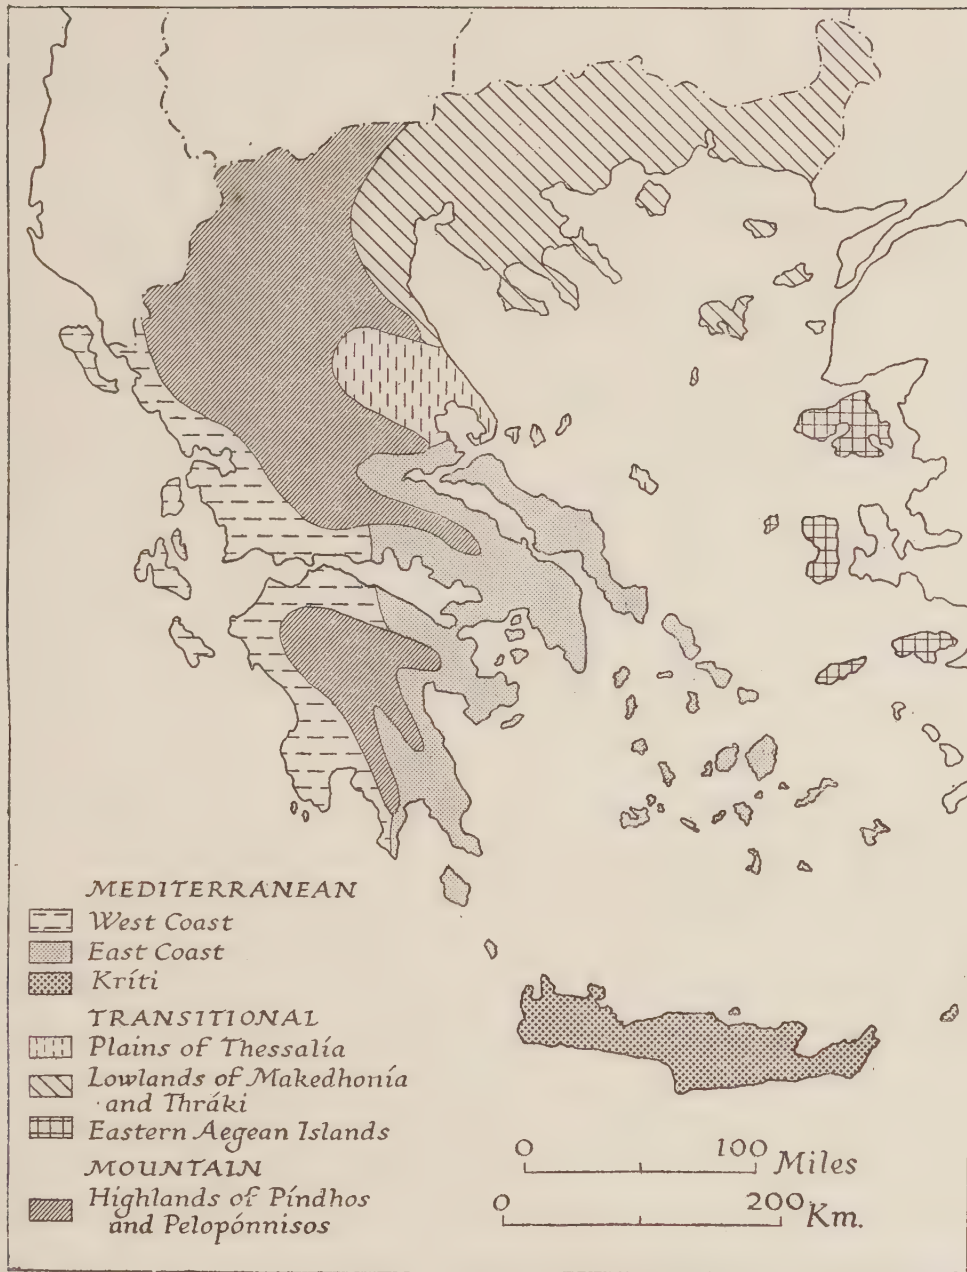 MEDITERRANEAN
West Coast
East Coast
Kríti
TRANSITIONAL
Plains of Thessalía
Lowlands of Makedhonía
and Thráki
Eastern Aegean Islands
MOUNTAIN
Highlands of Píndhos
and Pelopónnisos
0 100 Miles
0 200 Km.